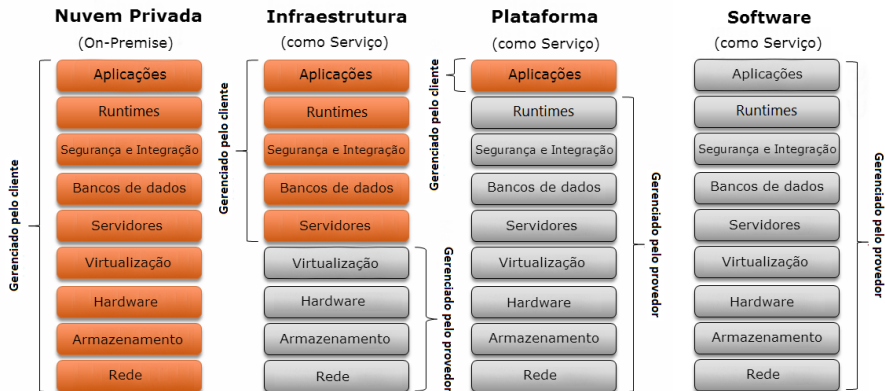 Nuvem Privada
(On-Premise)
Gerenciado pelo cliente
Aplicações
Runtimes
Segurança e Integração
Bancos de dados
Servidores
Virtualização
Hardware
Armazenamento
Rede
Infraestrutura
(como Serviço)
Gerenciado pelo cliente
Aplicações
Runtimes
Segurança e Integração
Bancos de dados
Servidores
Virtualização
Hardware
Armazenamento
Rede
Gerenciado pelo provedor
Plataforma
(como Serviço)
Gerenciado pelo cliente
Aplicações
Runtimes
Segurança e Integração
Bancos de dados
Servidores
Virtualização
Hardware
Armazenamento
Rede
Gerenciado pelo provedor
Software
(como Serviço)
Aplicações
Runtimes
Segurança e Integração
Bancos de dados
Servidores
Virtualização
Hardware
Armazenamento
Rede
Gerenciado pelo provedor